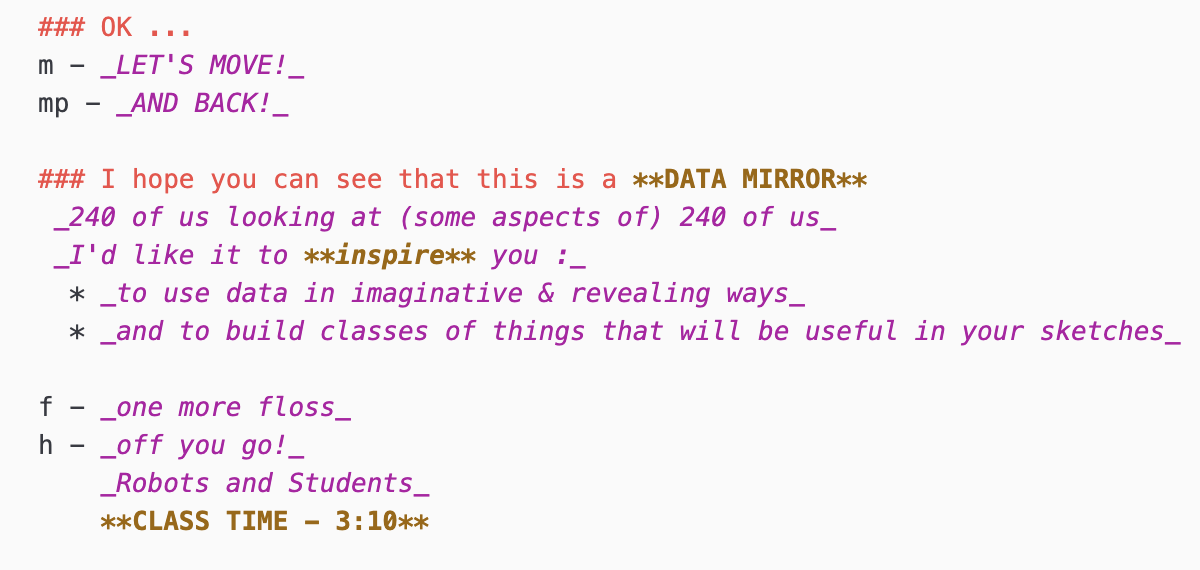 ### OK ...
m - _LET'S MOVE!_
mp - _AND BACK!_
### I hope you can see that this is a **DATA MIRROR**
_240 of us looking at (some aspects of) 240 of us_
_I'd like it to **inspire** you :_
* _to use data in imaginative & revealing ways_
* _and to build classes of things that will be useful in your sketches_
f - _one more floss_
h - _off you go!_
_Robots and Students_
**CLASS TIME - 3:10**